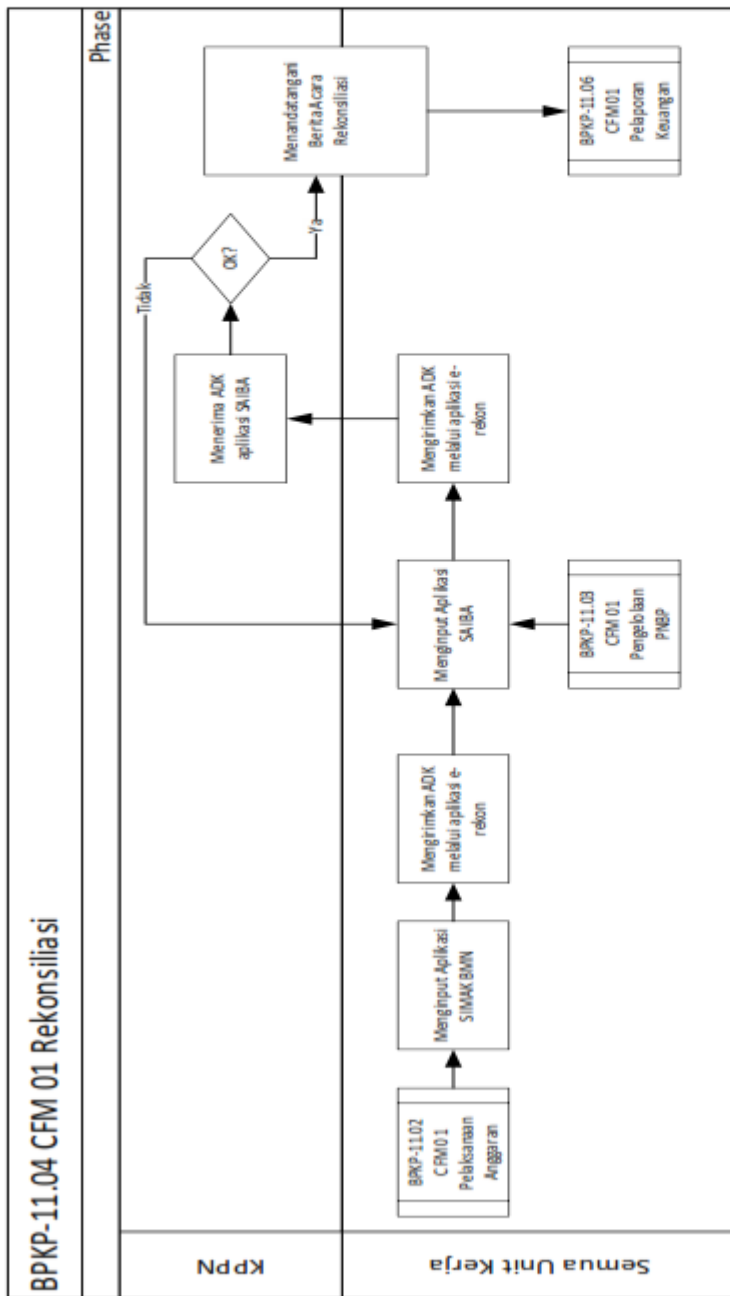 BPKP-11.04 CFM 01 Rekonsiliasi
Phase
KPPN
Menerima ADK
aplikasi SAIBA
OK?
Tidak
Ya
Menandatangani
Berita Acara
Rekonsiliasi
Semua Unit Kerja
BPKP-11.02
CFM 01
Pelaksanaan
Anggaran
Menginput Aplikasi
SIMAK BMN
Mengirimkan ADK
melalui aplikasi e-
rekon
Menginput Aplikasi
SAIBA
Mengirimkan ADK
melalui aplikasi e-
rekon
BPKP-11.03
CFM 01
Pengelolaan
PNBP
BPKP-11.06
CFM 01
Pelaporan
Keuangan